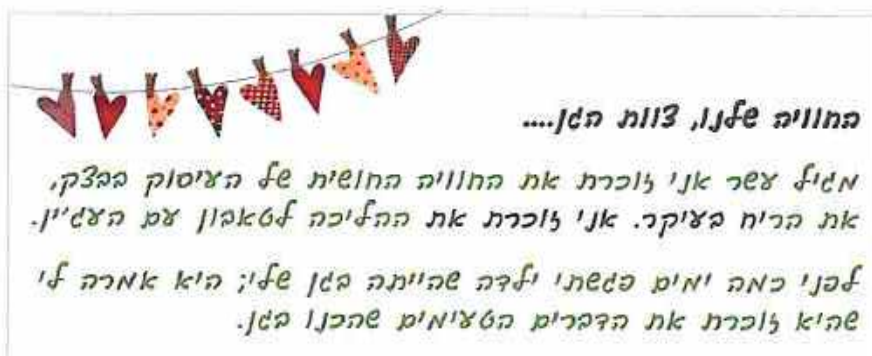 החוויה שלנו, צוות הגן....
מגיל עשר אני זוכרת את החוויה החושית של העיסוק בבצק,
את הריח בעיקר. אני זוכרת את ההליכה לטאבון עם העג'ין.
לפני כמה ימים פגשתי ילדה שהייתה בגן שלי; היא אמרה לי
שהיא זוכרת את הדברים הטעימים שהכנו בגן.